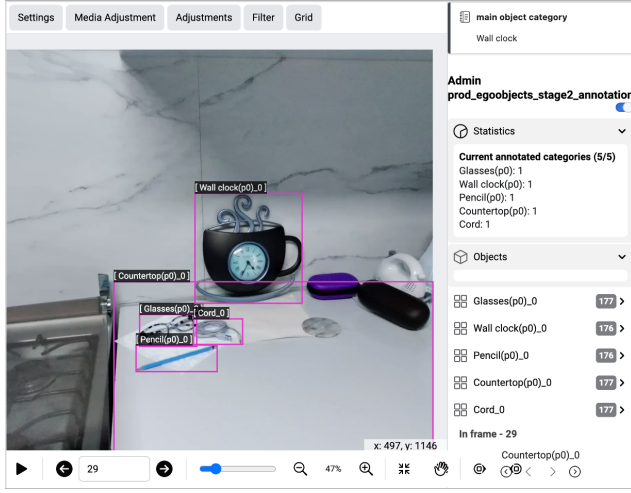 Settings
Media Adjustment
Adjustments
Filter
Grid
main object category
Wall clock
Admin
prod_egoobjects_stage2_annotation
Statistics
Current annotated categories (5/5)
Glasses(p0): 1
Wall clock(p0): 1
Pencil(p0): 1
Countertop(p0): 1
Cord: 1
Objects
Glasses(p0)_0 177
Wall clock(p0)_0 176
Pencil(p0)_0 176
Countertop(p0)_0 177
Cord_0 177
In frame - 29
Countertop(p0)_0
[ Wall clock(p0)_0 ]
[ Countertop(p0)_0 ]
[ Glasses(p0)_0 ]
[ Cord_0 ]
[ Pencil(p0)_0 ]
x: 497, y: 1146
29
47%